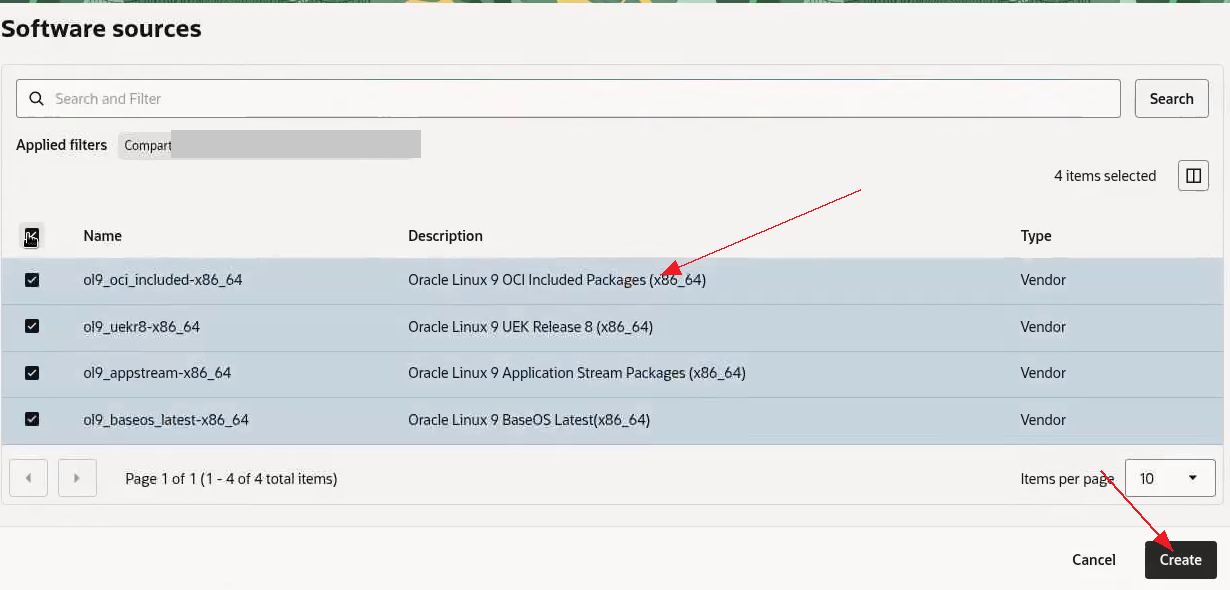 Software sources
Search and Filter
Search
Applied filters Compart
4 items selected
Name Description Type
ol9_oci_included-x86_64 Oracle Linux 9 OCI Included Packages (x86_64) Vendor
ol9_uekr8-x86_64 Oracle Linux 9 UEK Release 8 (x86_64) Vendor
ol9_appstream-x86_64 Oracle Linux 9 Application Stream Packages (x86_64) Vendor
ol9_baseos_latest-x86_64 Oracle Linux 9 BaseOS Latest(x86_64) Vendor
Page 1 of 1 (1 - 4 of 4 total items) Items per page 10
Cancel Create